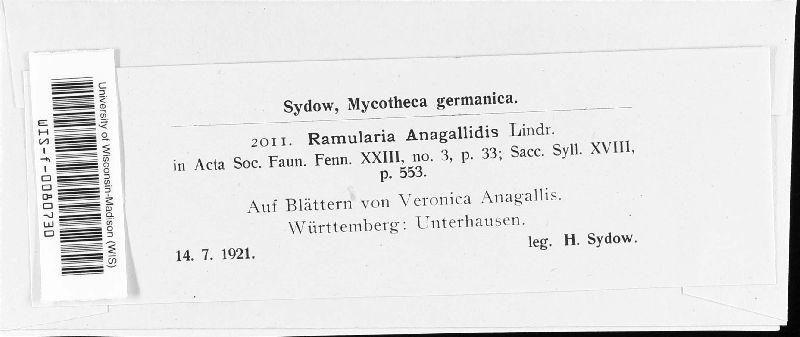 Sydow, Mycotheca germanica.
2011. Ramularia Anagallidis Lindr.
in Acta Soc. Faun. Fenn. XXIII, no. 3, p. 33; Sacc. Syll. XVIII,
p. 553.
Auf Blättern von Veronica Anagallis.
Württemberg: Unterhausen.
14. 7. 1921.
leg. H. Sydow.
University of Wisconsin-Madison (WIS)
WIS-f-0080730